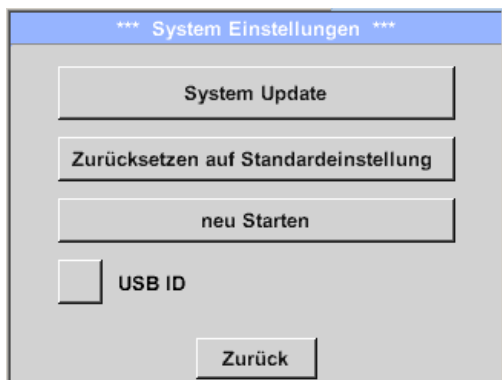 *** System Einstellungen ***
System Update
Zurücksetzen auf Standardeinstellung
neu Starten
USB ID
Zurück